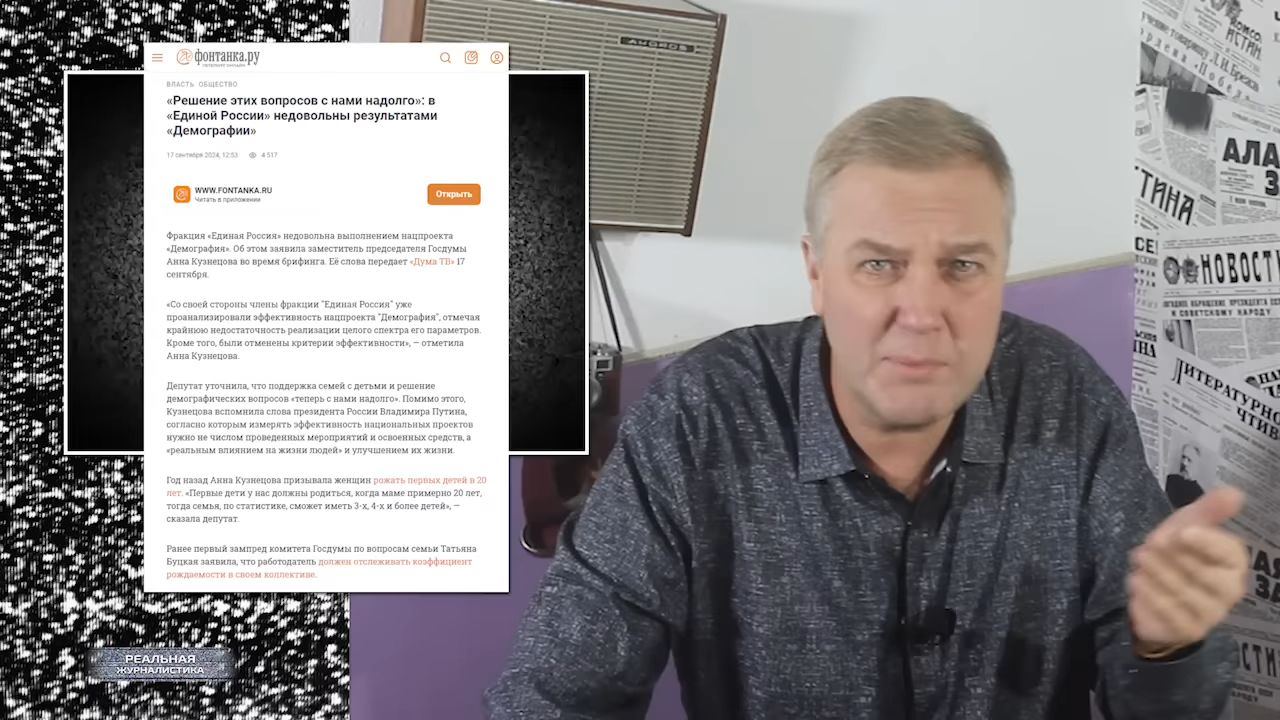 фонтанка.ру
ВЛАСТЬ ОБЩЕСТВО
«Решение этих вопросов с нами надолго»: в
«Единой России» недовольны результатами
«Демографии»
17 сентября 2024, 12:53 4 517
WWW.FONTANKA.RU
Читать в приложении
Открыть
Фракция «Единая Россия» недовольна выполнением нацпроекта
«Демография». Об этом заявила заместитель председателя Госдумы
Анна Кузнецова во время брифинга. Её слова передает «Дума ТВ» 17
сентября.
«Со своей стороны члены фракции "Единая Россия" уже
проанализировали эффективность нацпроекта "Демография", отмечая
крайнюю недостаточность реализации целого спектра его параметров.
Кроме того, были отменены критерии эффективности», — отметила
Анна Кузнецова.
Депутат уточнила, что поддержка семей с детьми и решение
демографических вопросов «теперь с нами надолго». Помимо этого,
Кузнецова вспомнила слова президента России Владимира Путина,
согласно которым измерять эффективность национальных проектов
нужно не числом проведенных мероприятий и освоенных средств, а
«реальным влиянием на жизни людей» и улучшением их жизни.
Год назад Анна Кузнецова призывала женщин рожать первых детей в 20
лет. «Первые дети у нас должны родиться, когда маме примерно 20 лет,
тогда семья, по статистике, сможет иметь 3-х, 4-х и более детей», —
сказала депутат.
Ранее первый зампред комитета Госдумы по вопросам семьи Татьяна
Буцкая заявила, что работодатель должен отслеживать коэффициент
рождаемости в своем коллективе.
РЕАЛЬНАЯ
ЖУРНАЛИСТИКА
AVOROS
АЛА
ТИНА
НОВОСТ
К СОВЕТСКОМУ НАРОДУ
ЛИТЕРАТУРНО
ЧТИВ